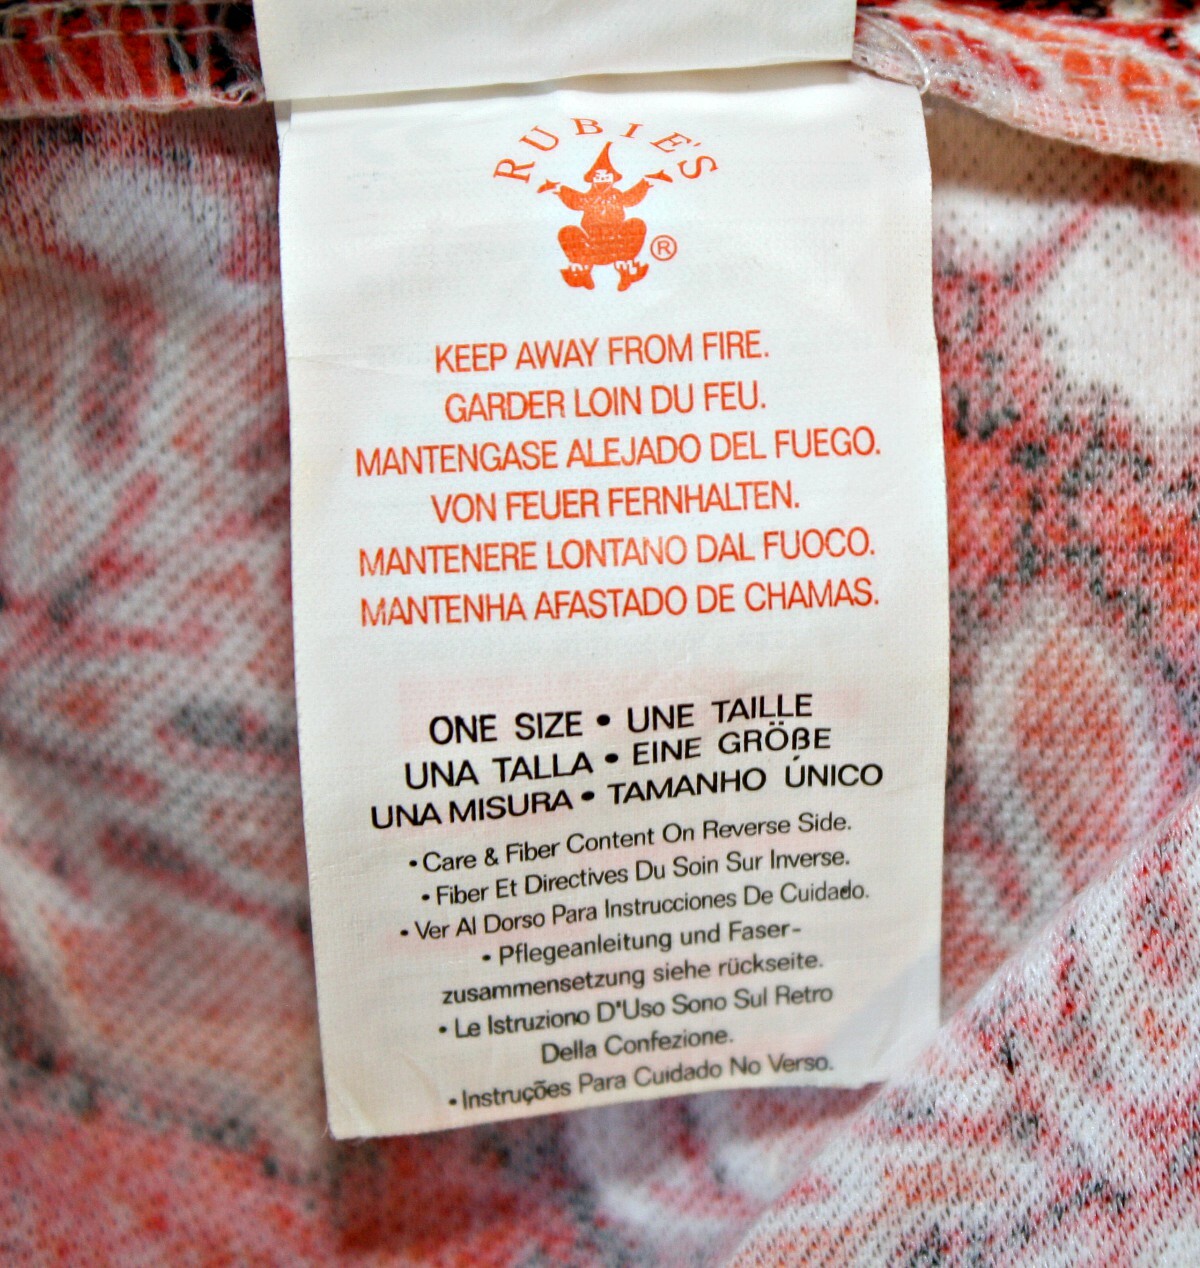 RUBIE'S
®
KEEP AWAY FROM FIRE.
GARDER LOIN DU FEU.
MANTENGASE ALEJADO DEL FUEGO.
VON FEUER FERNHALTEN.
MANTENERE LONTANO DAL FUOCO.
MANTENHA AFASTADO DE CHAMAS.
ONE SIZE • UNE TAILLE
UNA TALLA • EINE GRÖßE
UNA MISURA • TAMANHO ÚNICO
• Care & Fiber Content On Reverse Side.
• Fiber Et Directives Du Soin Sur Inverse.
• Ver Al Dorso Para Instrucciones De Cuidado.
• Pflegeanleitung und Faser-
zusammensetzung siehe rückseite.
• Le Istruziono D'Uso Sono Sul Retro
Della Confezione.
• Instruções Para Cuidado No Verso.